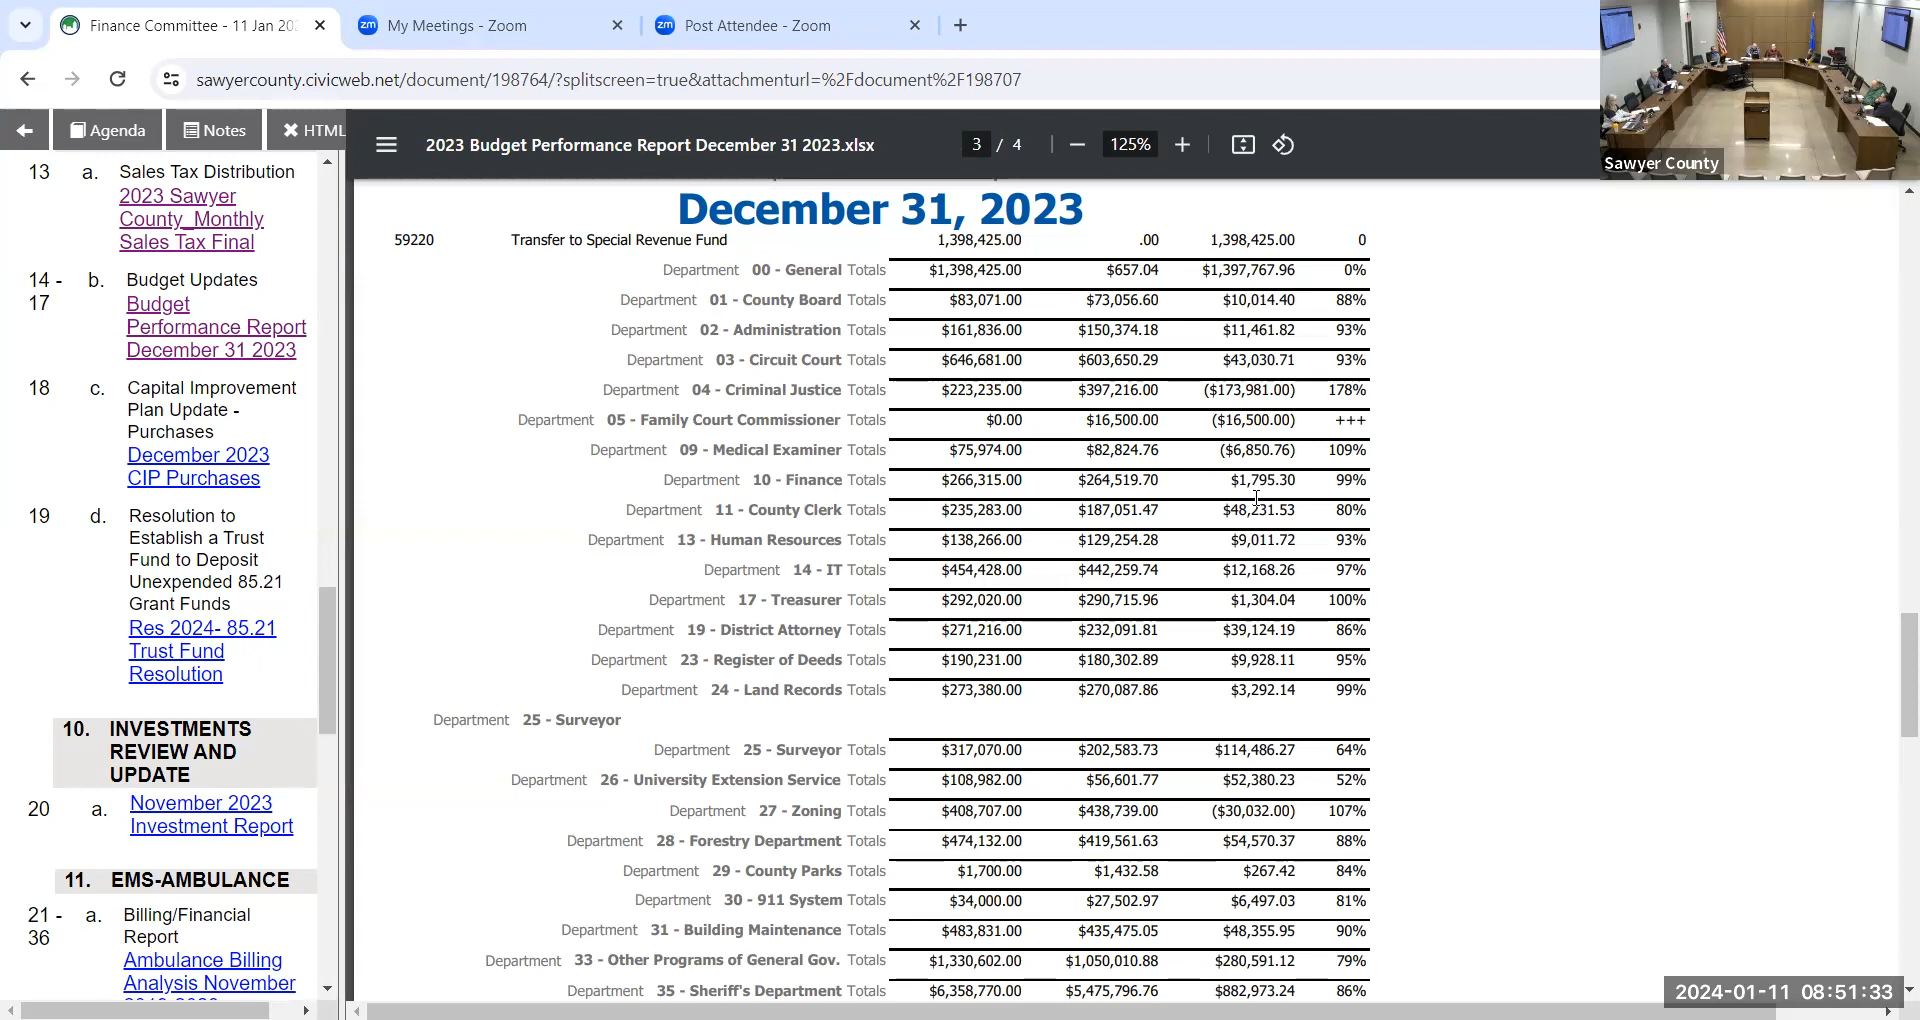 Finance Committee - 11 Jan 202
My Meetings - Zoom
Post Attendee - Zoom
sawyercounty.civicweb.net/document/198764/?splitscreen=true&attachmenturl=%2Fdocument%2F198707
Sawyer County
Agenda
Notes
HTML
2023 Budget Performance Report December 31 2023.xlsx
3 / 4
125%
13 a. Sales Tax Distribution
2023 Sawyer
County_Monthly
Sales Tax Final
14 - b. Budget Updates
17 Budget
Performance Report
December 31 2023
18 c. Capital Improvement
Plan Update -
Purchases
December 2023
CIP Purchases
19 d. Resolution to
Establish a Trust
Fund to Deposit
Unexpended 85.21
Grant Funds
Res 2024- 85.21
Trust Fund
Resolution
10. INVESTMENTS
REVIEW AND
UPDATE
20 a. November 2023
Investment Report
11. EMS-AMBULANCE
21 - a. Billing/Financial
36 Report
Ambulance Billing
Analysis November
December 31, 2023
59220 Transfer to Special Revenue Fund 1,398,425.00 .00 1,398,425.00 0
Department 00 - General Totals $1,398,425.00 $657.04 $1,397,767.96 0%
Department 01 - County Board Totals $83,071.00 $73,056.60 $10,014.40 88%
Department 02 - Administration Totals $161,836.00 $150,374.18 $11,461.82 93%
Department 03 - Circuit Court Totals $646,681.00 $603,650.29 $43,030.71 93%
Department 04 - Criminal Justice Totals $223,235.00 $397,216.00 ($173,981.00) 178%
Department 05 - Family Court Commissioner Totals $0.00 $16,500.00 ($16,500.00) +++
Department 09 - Medical Examiner Totals $75,974.00 $82,824.76 ($6,850.76) 109%
Department 10 - Finance Totals $266,315.00 $264,519.70 $1,795.30 99%
Department 11 - County Clerk Totals $235,283.00 $187,051.47 $48,231.53 80%
Department 13 - Human Resources Totals $138,266.00 $129,254.28 $9,011.72 93%
Department 14 - IT Totals $454,428.00 $442,259.74 $12,168.26 97%
Department 17 - Treasurer Totals $292,020.00 $290,715.96 $1,304.04 100%
Department 19 - District Attorney Totals $271,216.00 $232,091.81 $39,124.19 86%
Department 23 - Register of Deeds Totals $190,231.00 $180,302.89 $9,928.11 95%
Department 24 - Land Records Totals $273,380.00 $270,087.86 $3,292.14 99%
Department 25 - Surveyor
Department 25 - Surveyor Totals $317,070.00 $202,583.73 $114,486.27 64%
Department 26 - University Extension Service Totals $108,982.00 $56,601.77 $52,380.23 52%
Department 27 - Zoning Totals $408,707.00 $438,739.00 ($30,032.00) 107%
Department 28 - Forestry Department Totals $474,132.00 $419,561.63 $54,570.37 88%
Department 29 - County Parks Totals $1,700.00 $1,432.58 $267.42 84%
Department 30 - 911 System Totals $34,000.00 $27,502.97 $6,497.03 81%
Department 31 - Building Maintenance Totals $483,831.00 $435,475.05 $48,355.95 90%
Department 33 - Other Programs of General Gov. Totals $1,330,602.00 $1,050,010.88 $280,591.12 79%
Department 35 - Sheriff's Department Totals $6,358,770.00 $5,475,796.76 $882,973.24 86%
2024-01-11 08:51:33